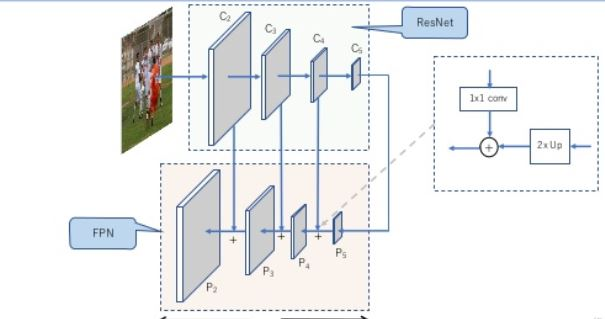 C2
C3
C4
C5
ResNet
1x1 conv
+
2x Up
FPN
+
+
+
P2
P3
P4
P5